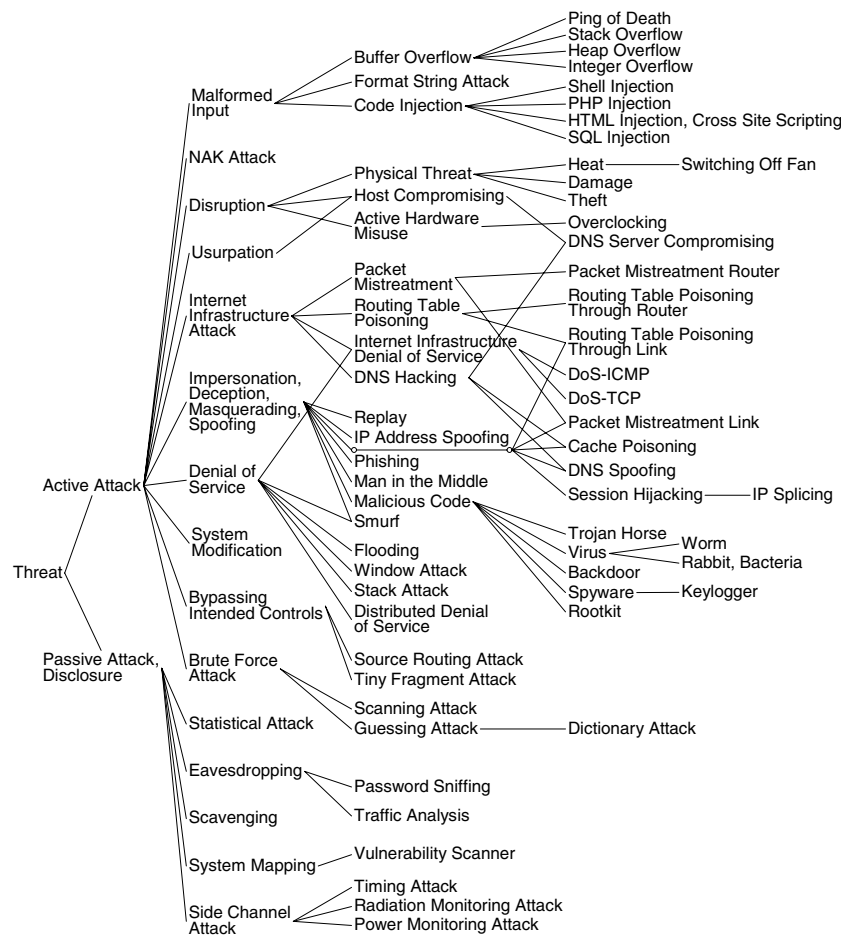 Ping of Death
Stack Overflow
Buffer Overflow
Heap Overflow
Integer Overflow
Format String Attack
Shell Injection
Malformed
Input
Code Injection
PHP Injection
HTML Injection, Cross Site Scripting
SQL Injection
NAK Attack
Physical Threat
Heat
Switching Off Fan
Damage
Disruption
Host Compromising
Theft
Active Hardware
Misuse
Overclocking
DNS Server Compromising
Usurpation
Packet
Mistreatment
Packet Mistreatment Router
Internet
Infrastructure
Attack
Routing Table
Poisoning
Routing Table Poisoning
Through Router
Internet Infrastructure
Denial of Service
Routing Table Poisoning
Through Link
DNS Hacking
DoS-ICMP
DoS-TCP
Impersonation,
Deception,
Masquerading,
Spoofing
Replay
Packet Mistreatment Link
IP Address Spoofing
Cache Poisoning
Phishing
DNS Spoofing
Active Attack
Denial of
Service
Man in the Middle
Malicious Code
Session Hijacking
IP Splicing
Smurf
System
Modification
Trojan Horse
Flooding
Virus
Worm
Rabbit, Bacteria
Threat
Window Attack
Backdoor
Stack Attack
Spyware
Keylogger
Bypassing
Intended Controls
Distributed Denial
of Service
Rootkit
Passive Attack,
Disclosure
Brute Force
Attack
Source Routing Attack
Tiny Fragment Attack
Scanning Attack
Statistical Attack
Guessing Attack
Dictionary Attack
Eavesdropping
Password Sniffing
Scavenging
Traffic Analysis
System Mapping
Vulnerability Scanner
Side Channel
Attack
Timing Attack
Radiation Monitoring Attack
Power Monitoring Attack